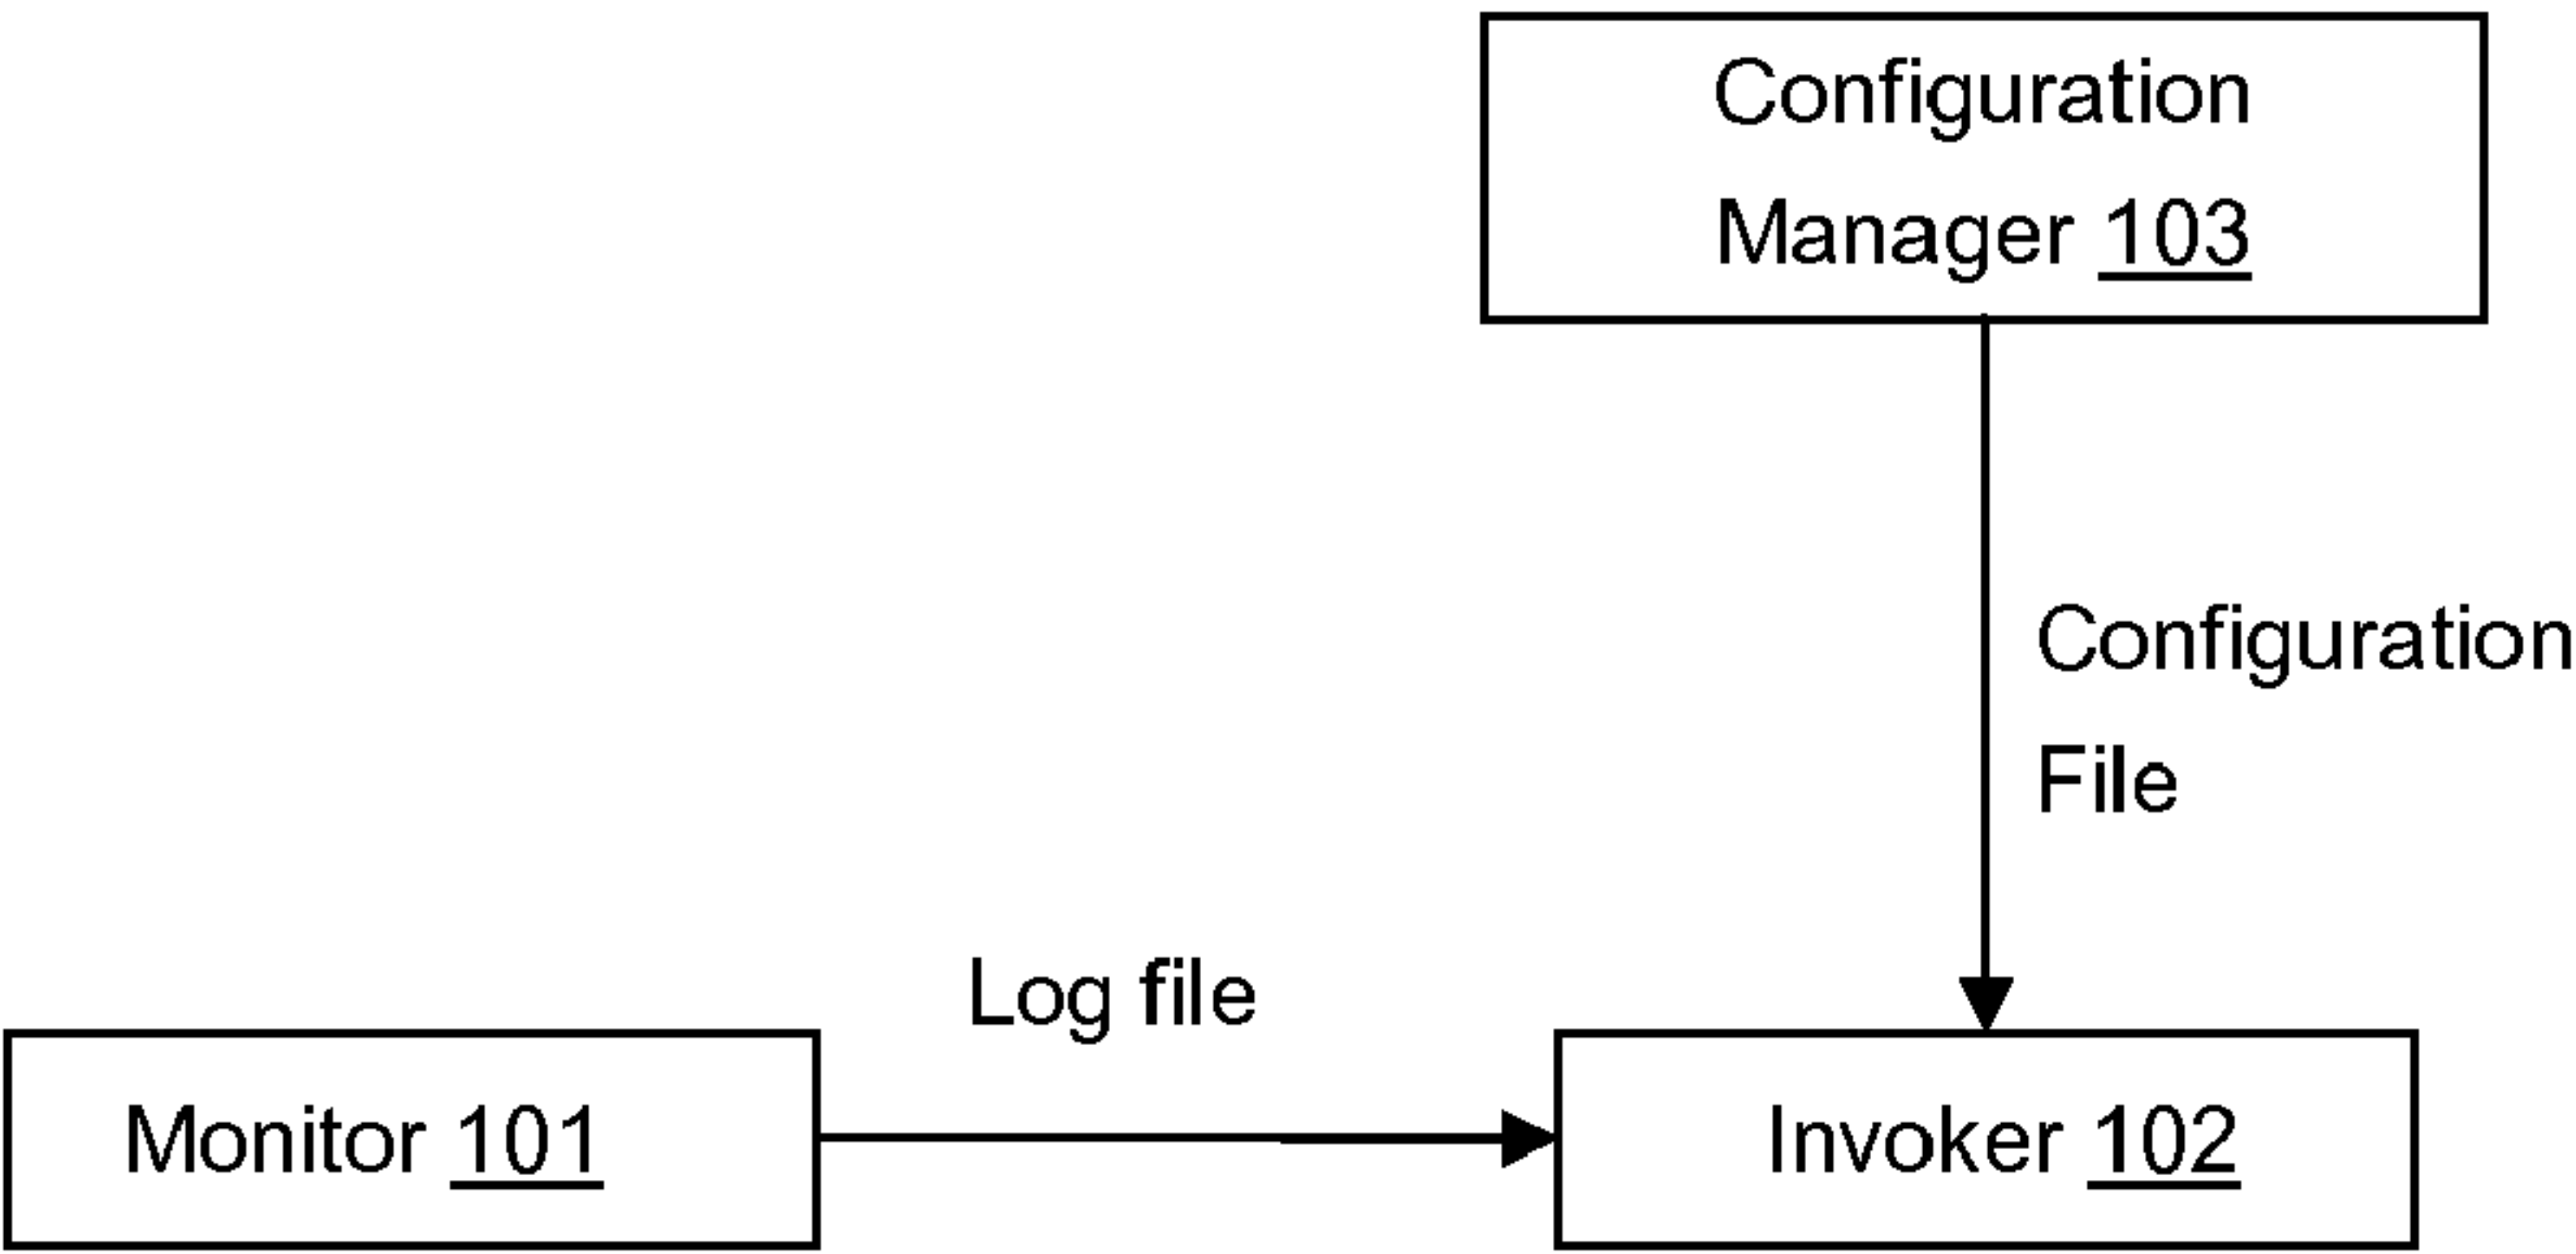 Configuration
Manager 103
Configuration
File
Log file
Monitor 101
Invoker 102